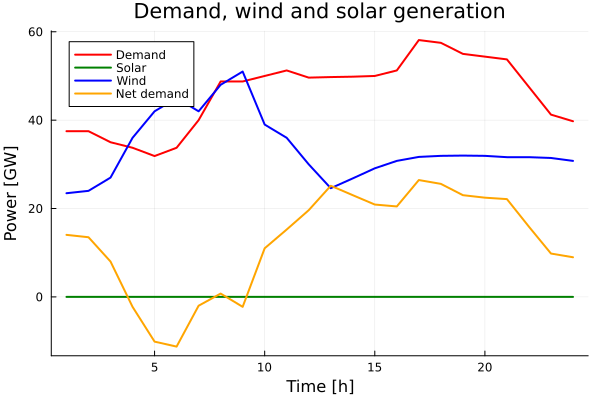 Demand, wind and solar generation
Demand
Solar
Wind
Net demand
60
40
20
0
Power [GW]
5
10
15
20
Time [h]